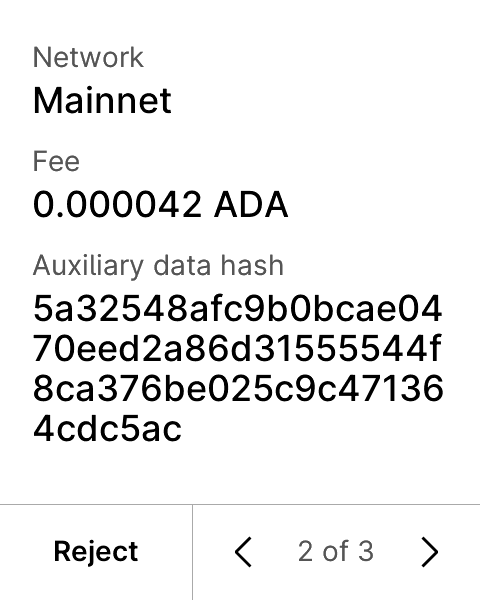 Network
Mainnet
Fee
0.000042 ADA
Auxiliary data hash
5a32548afc9b0bcae04
70eed2a86d31555544f
8ca376be025c9c47136
4cdc5ac
Reject
2 of 3